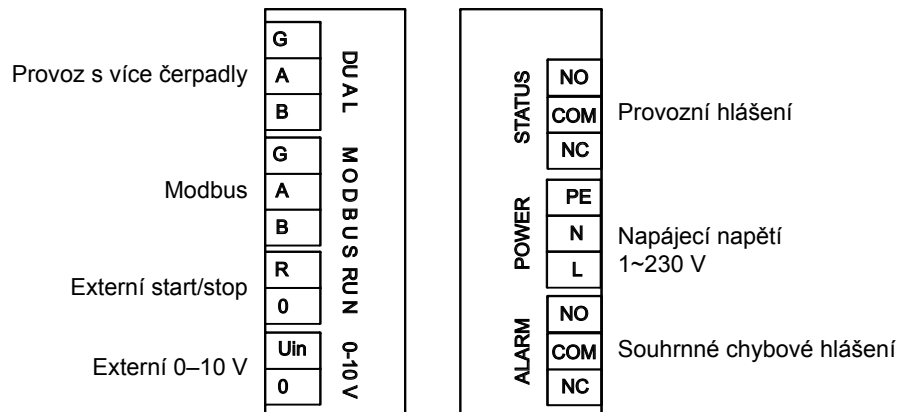 Provoz s více čerpadly
G
A
B
DUAL
Modbus
G
A
B
MODBUS
Externí start/stop
R
0
RUN
Externí 0–10 V
Uin
0
0-10 V
STATUS
NO
COM
NC
Provozní hlášení
POWER
PE
N
L
Napájecí napětí
1~230 V
ALARM
NO
COM
NC
Souhrnné chybové hlášení